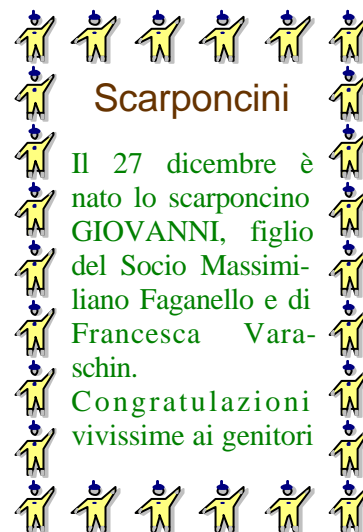 Scarponcini
Il 27 dicembre è
nato lo scarponcino
GIOVANNI, figlio
del Socio Massimi-
liano Faganello e di
Francesca Vara-
schin.
Congratulazioni
vivissime ai genitori